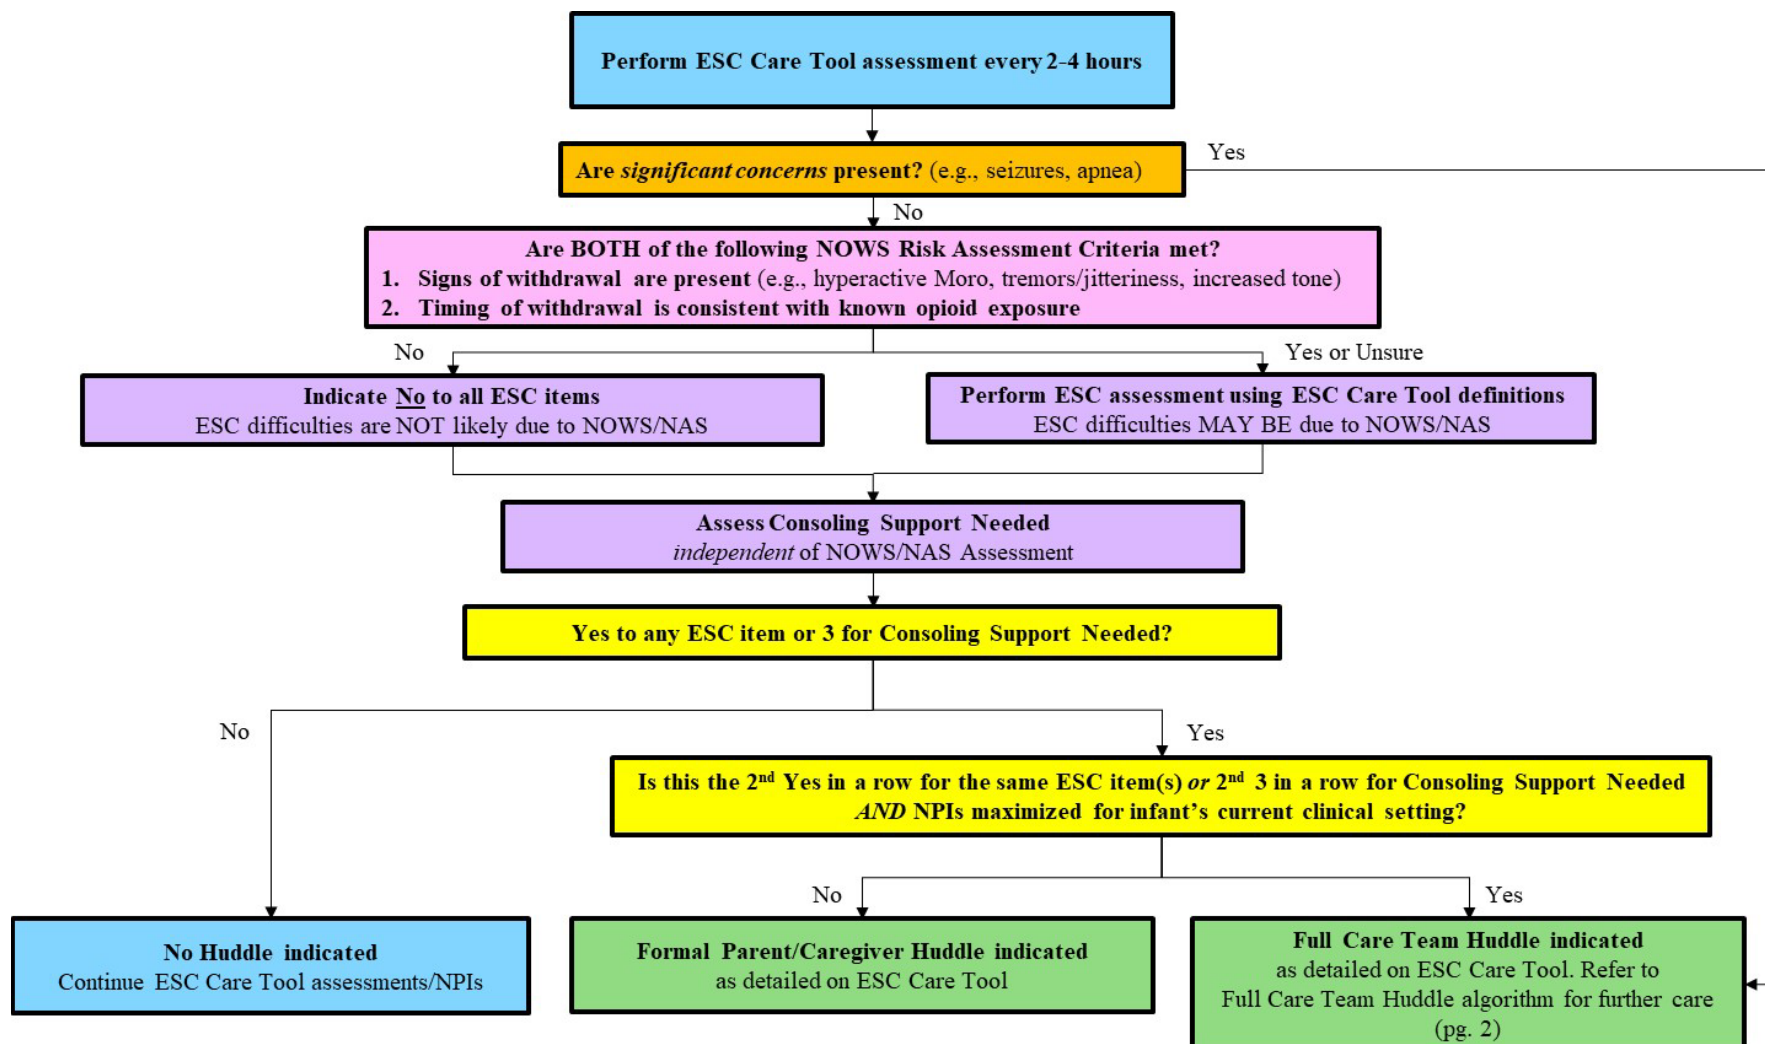 Perform ESC Care Tool assessment every 2-4 hours
Are significant concerns present? (e.g., seizures, apnea)
Yes
No
Are BOTH of the following NOWS Risk Assessment Criteria met?
1. Signs of withdrawal are present (e.g., hyperactive Moro, tremors/jitteriness, increased tone)
2. Timing of withdrawal is consistent with known opioid exposure
No
Yes or Unsure
Indicate No to all ESC items
ESC difficulties are NOT likely due to NOWS/NAS
Perform ESC assessment using ESC Care Tool definitions
ESC difficulties MAY BE due to NOWS/NAS
Assess Consoling Support Needed
independent of NOWS/NAS Assessment
Yes to any ESC item or 3 for Consoling Support Needed?
No
Yes
Is this the 2nd Yes in a row for the same ESC item(s) or 2nd 3 in a row for Consoling Support Needed
AND NPIs maximized for infant's current clinical setting?
No
Yes
No Huddle indicated
Continue ESC Care Tool assessments/NPIs
Formal Parent/Caregiver Huddle indicated
as detailed on ESC Care Tool
Full Care Team Huddle indicated
as detailed on ESC Care Tool. Refer to
Full Care Team Huddle algorithm for further care
(pg. 2)